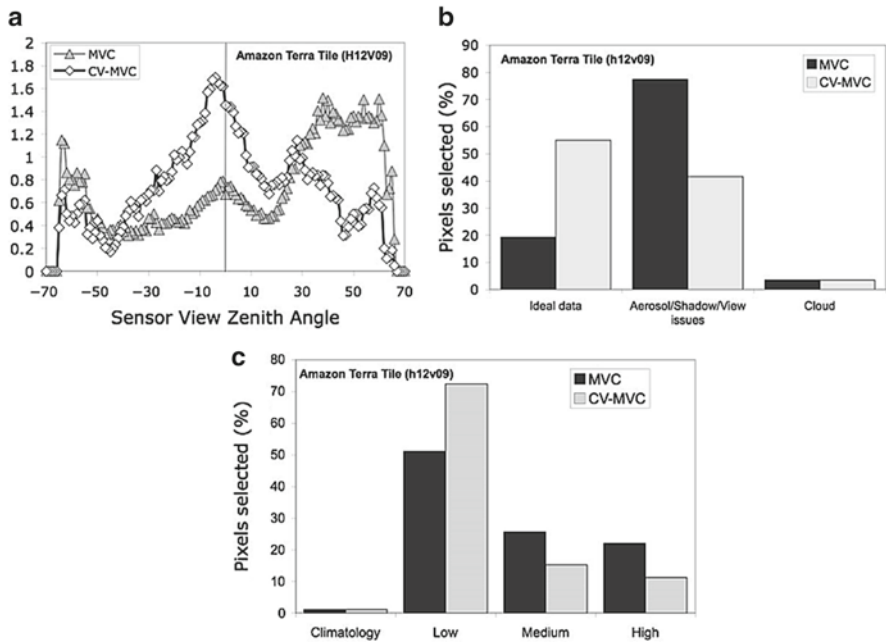 a
2
1.8
1.6
1.4
1.2
1
0.8
0.6
0.4
0.2
0
MVC
CV-MVC
Amazon Terra Tile (H12V09)
−70 −50 −30 −10 10 30 50 70
Sensor View Zenith Angle
b
Pixels selected (%)
90
80
70
60
50
40
30
20
10
0
Amazon Terra Tile (h12v09)
MVC
CV-MVC
Ideal data
Aerosol/Shadow/View
issues
Cloud
c
Pixels selected (%)
80
70
60
50
40
30
20
10
0
Amazon Terra Tile (h12v09)
MVC
CV-MVC
Climatology Low Medium High